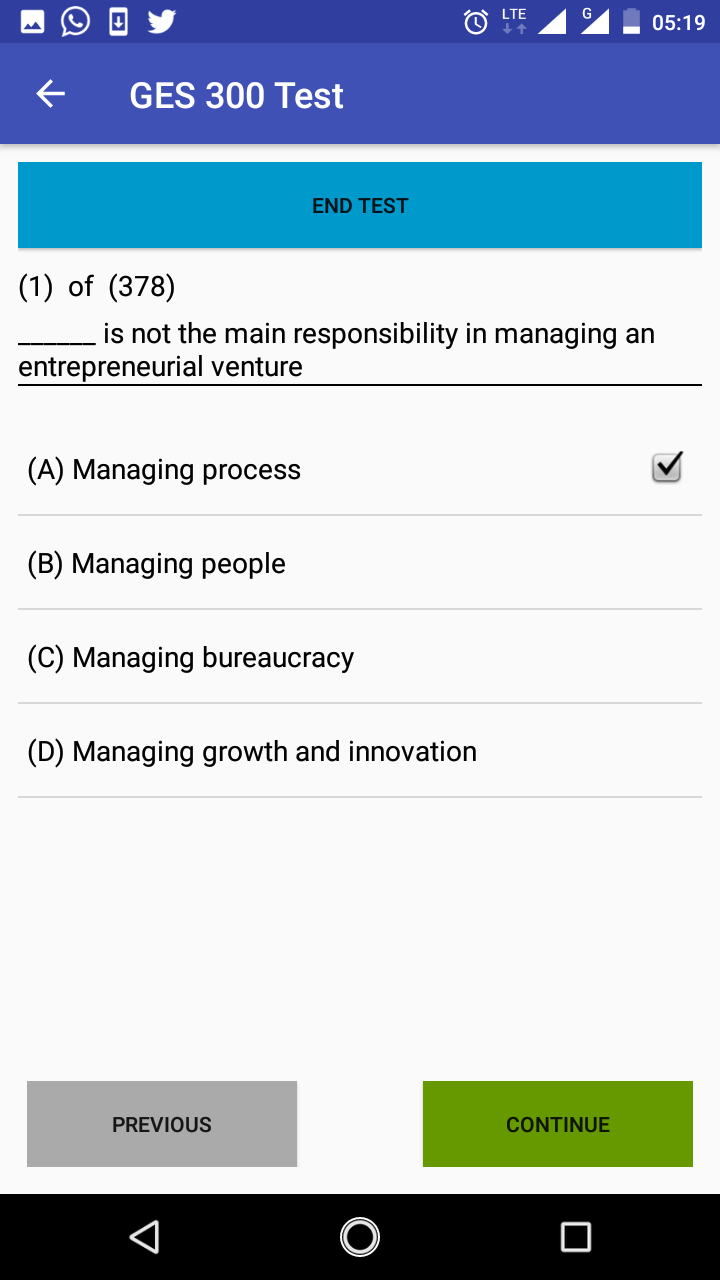 LTE G 05:19
GES 300 Test
END TEST
(1) of (378)
______ is not the main responsibility in managing an
entrepreneurial venture
(A) Managing process
(B) Managing people
(C) Managing bureaucracy
(D) Managing growth and innovation
PREVIOUS CONTINUE